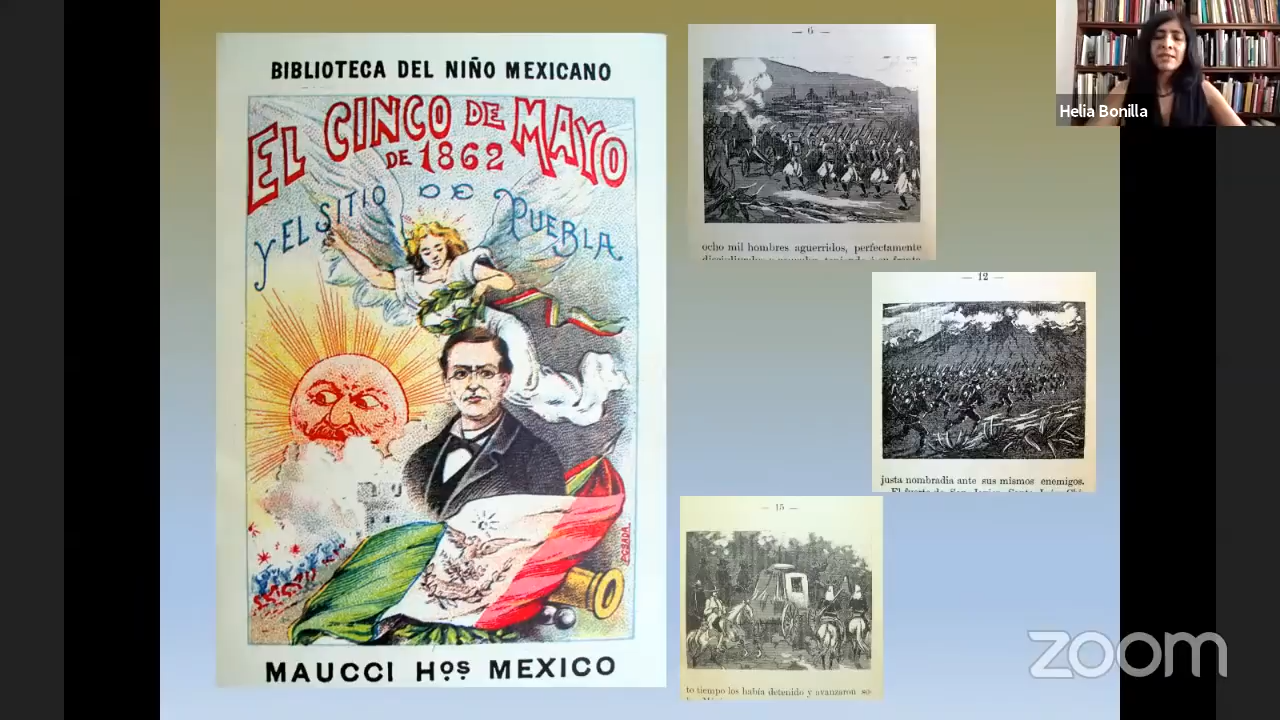 BIBLIOTECA DEL NIÑO MEXICANO
EL CINCO DE MAYO
DE 1862
Y EL SITIO DE PUEBLA
POSADA
MAUCCI Hos MEXICO
— 6 —
ocho mil hombres aguerridos, perfectamente
— 12 —
justa nombradia ante sus mismos enemigos.
— 15 —
to tiempo los había detenido y avanzaron so-
Helia Bonilla
zoom